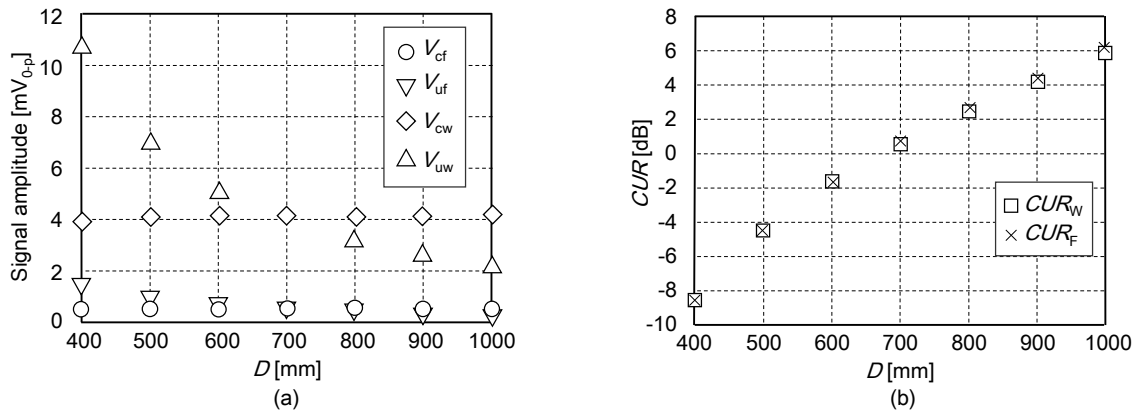 12
10
8
6
4
2
0
Signal amplitude [mV0-p]
Vcf
Vuf
Vcw
Vuw
400 500 600 700 800 900 1000
D [mm]
(a)
8
6
4
2
0
-2
-4
-6
-8
-10
CUR [dB]
CURW
CURF
400 500 600 700 800 900 1000
D [mm]
(b)